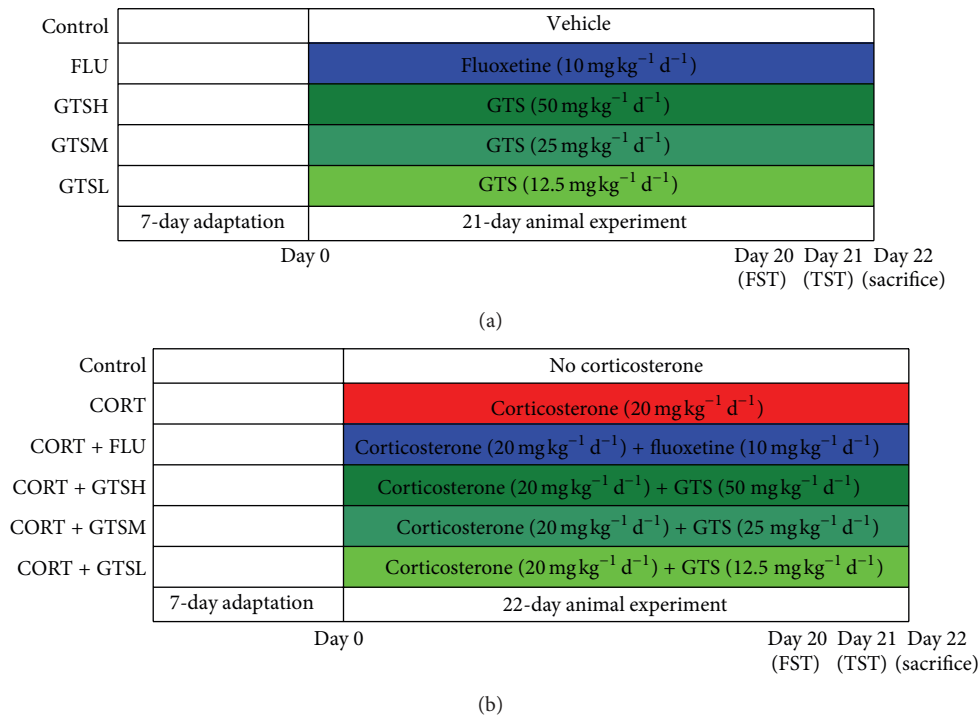 Control Vehicle
FLU Fluoxetine (10 mg kg⁻¹ d⁻¹)
GTSH GTS (50 mg kg⁻¹ d⁻¹)
GTSM GTS (25 mg kg⁻¹ d⁻¹)
GTSL GTS (12.5 mg kg⁻¹ d⁻¹)
7-day adaptation 21-day animal experiment
Day 0 Day 20 Day 21 Day 22
(FST) (TST) (sacrifice)
(a)
Control No corticosterone
CORT Corticosterone (20 mg kg⁻¹ d⁻¹)
CORT + FLU Corticosterone (20 mg kg⁻¹ d⁻¹) + fluoxetine (10 mg kg⁻¹ d⁻¹)
CORT + GTSH Corticosterone (20 mg kg⁻¹ d⁻¹) + GTS (50 mg kg⁻¹ d⁻¹)
CORT + GTSM Corticosterone (20 mg kg⁻¹ d⁻¹) + GTS (25 mg kg⁻¹ d⁻¹)
CORT + GTSL Corticosterone (20 mg kg⁻¹ d⁻¹) + GTS (12.5 mg kg⁻¹ d⁻¹)
7-day adaptation 22-day animal experiment
Day 0 Day 20 Day 21 Day 22
(FST) (TST) (sacrifice)
(b)